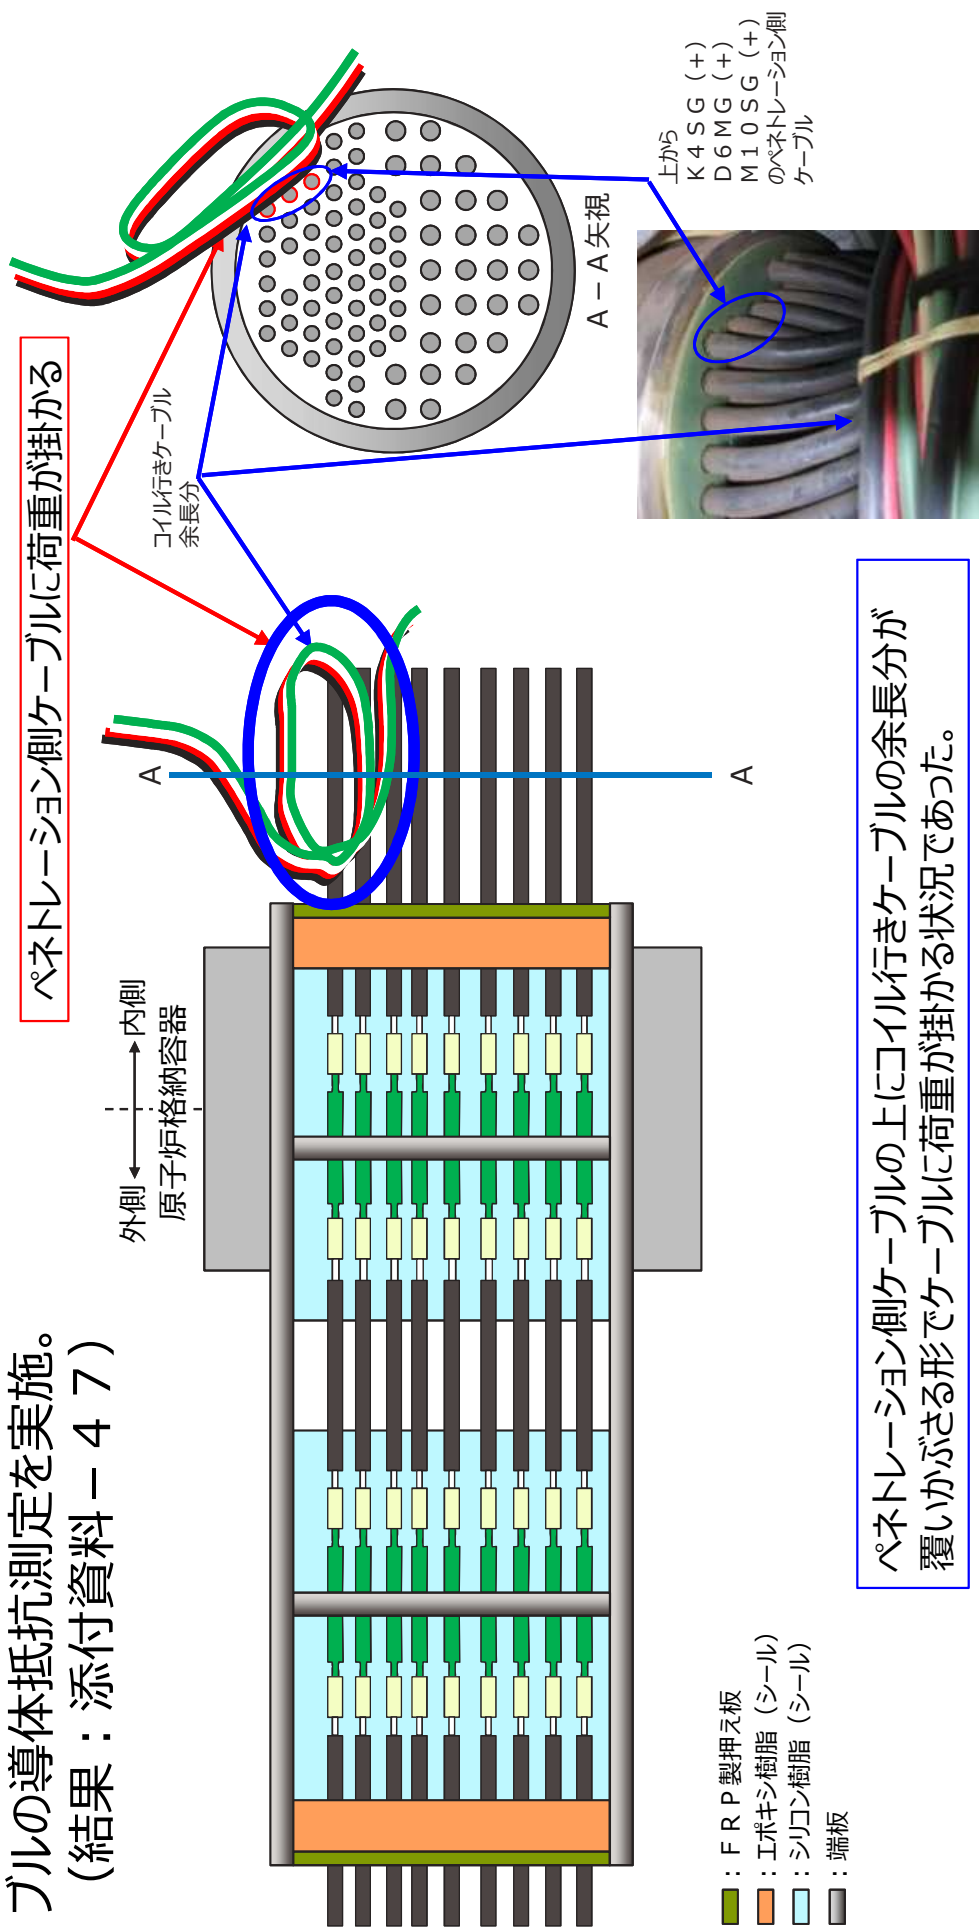 ブルの導体抵抗測定を実施。
（結果：添付資料－４７）
ペネトレーション側ケーブルに荷重が掛かる
外側
内側
原子炉格納容器
コイル行きケーブル
余長分
A
A
A－A矢視
上から
K４SG（＋）
D６MG（＋）
M１０SG（＋）
のペネトレーション側
ケーブル
：ＦＲＰ製押え板
：エポキシ樹脂（シール）
：シリコン樹脂（シール）
：端板
ペネトレーション側ケーブルの上にコイル行きケーブルの余長分が
覆いかぶさる形でケーブルに荷重が掛かる状況であった。